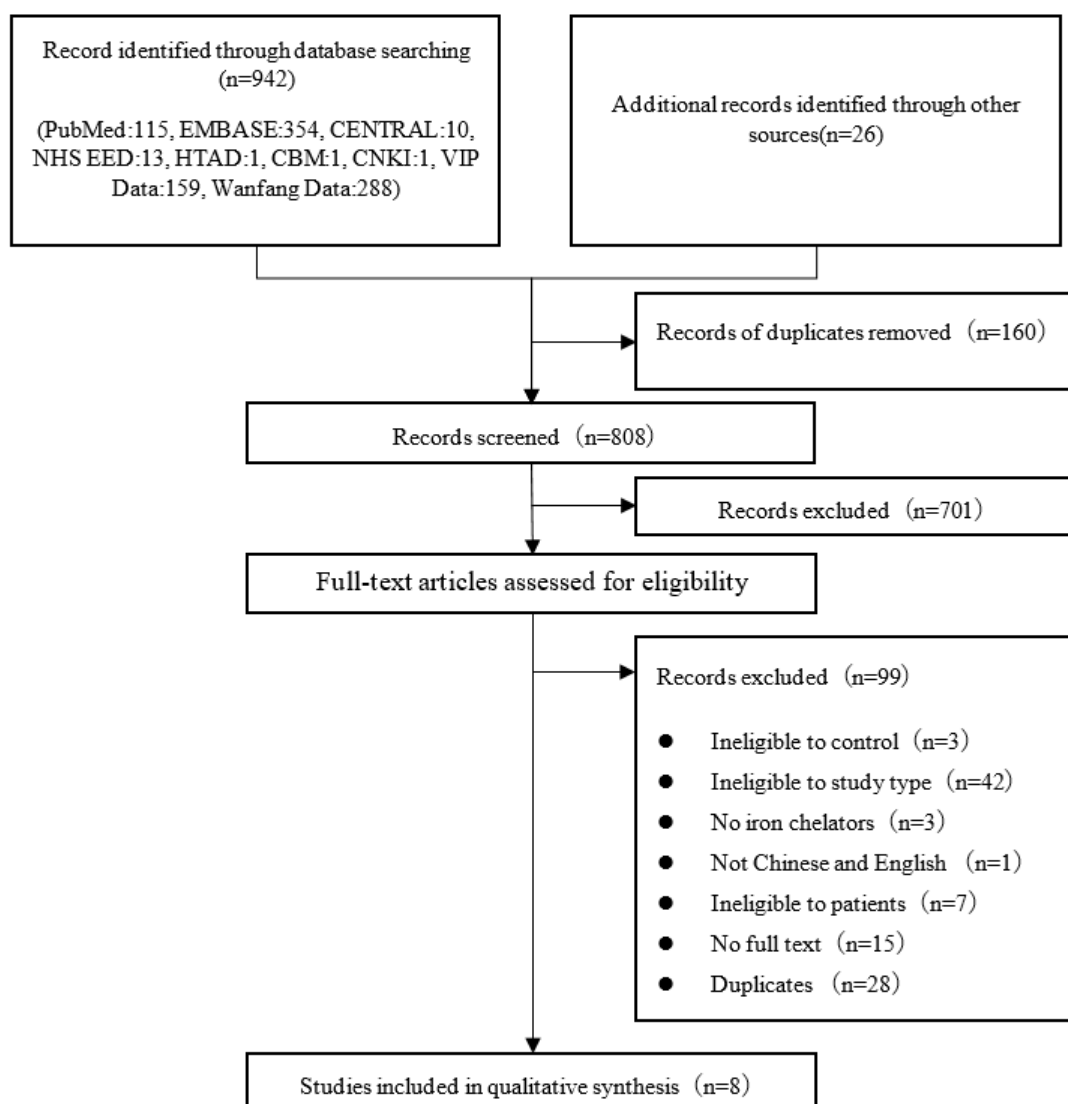 Record identified through database searching
(n=942)
(PubMed:115, EMBASE:354, CENTRAL:10,
NHS EED:13, HTAD:1, CBM:1, CNKI:1, VIP
Data:159, Wanfang Data:288)
Additional records identified through other
sources(n=26)
Records of duplicates removed（n=160）
Records screened（n=808）
Records excluded（n=701）
Full-text articles assessed for eligibility
Records excluded（n=99）
● Ineligible to control（n=3）
● Ineligible to study type（n=42）
● No iron chelators（n=3）
● Not Chinese and English（n=1）
● Ineligible to patients（n=7）
● No full text（n=15）
● Duplicates（n=28）
Studies included in qualitative synthesis（n=8）